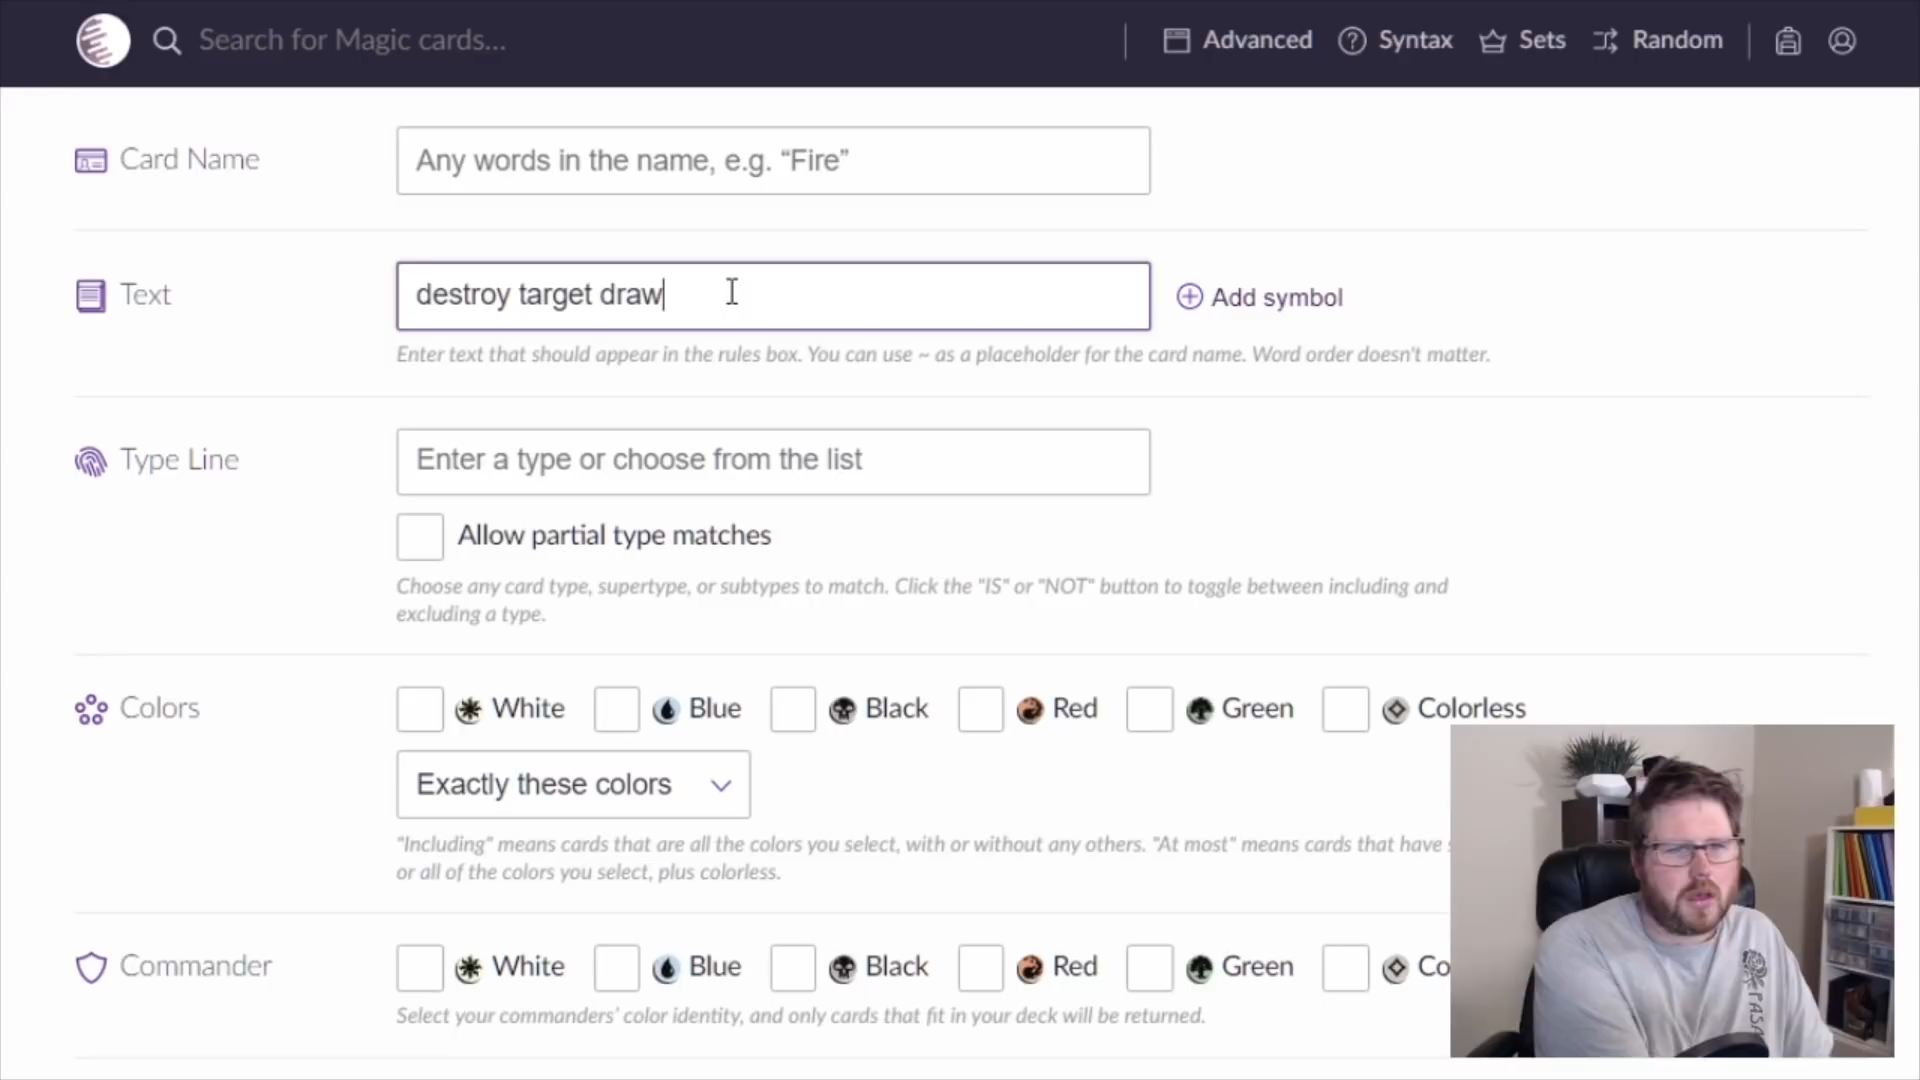 Search for Magic cards...
Advanced
Syntax
Sets
Random
Card Name
Any words in the name, e.g. “Fire”
Text
destroy target draw
Add symbol
Enter text that should appear in the rules box. You can use ~ as a placeholder for the card name. Word order doesn't matter.
Type Line
Enter a type or choose from the list
Allow partial type matches
Choose any card type, supertype, or subtypes to match. Click the "IS" or "NOT" button to toggle between including and
excluding a type.
Colors
White
Blue
Black
Red
Green
Colorless
Exactly these colors
"Including" means cards that are all the colors you select, with or without any others. "At most" means cards that have
or all of the colors you select, plus colorless.
Commander
White
Blue
Black
Red
Green
Co
Select your commanders’ color identity, and only cards that fit in your deck will be returned.